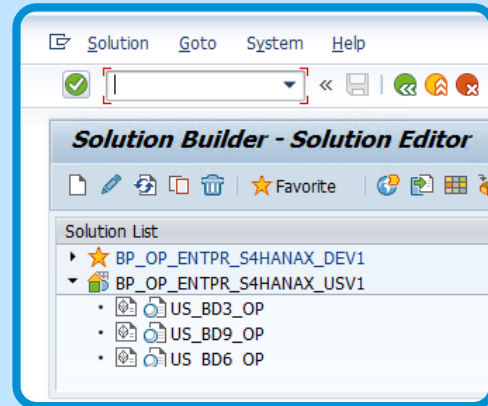 Solution Goto System Help
Solution Builder - Solution Editor
Favorite
Solution List
BP_OP_ENTPR_S4HANAX_DEV1
BP_OP_ENTPR_S4HANAX_USV1
US_BD3_OP
US_BD9_OP
US_BD6_OP